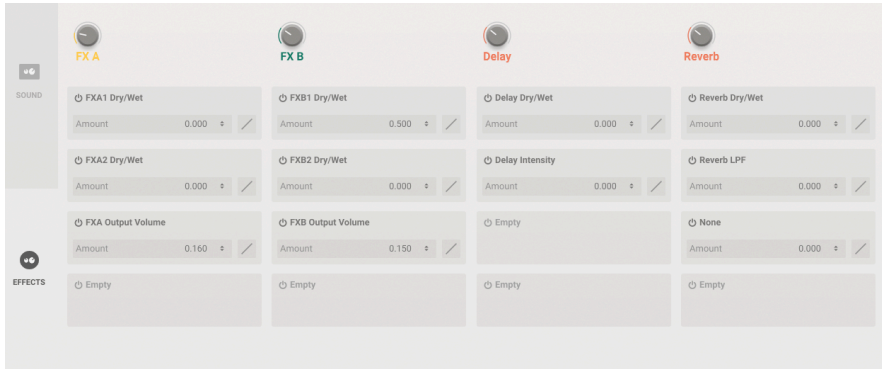 FX A
FX B
Delay
Reverb
SOUND
FXA1 Dry/Wet
Amount 0.000
FXB1 Dry/Wet
Amount 0.500
Delay Dry/Wet
Amount 0.000
Reverb Dry/Wet
Amount 0.000
FXA2 Dry/Wet
Amount 0.000
FXB2 Dry/Wet
Amount 0.000
Delay Intensity
Amount 0.000
Reverb LPF
Amount 0.000
FXA Output Volume
Amount 0.160
FXB Output Volume
Amount 0.150
Empty
None
Amount 0.000
EFFECTS
Empty
Empty
Empty
Empty